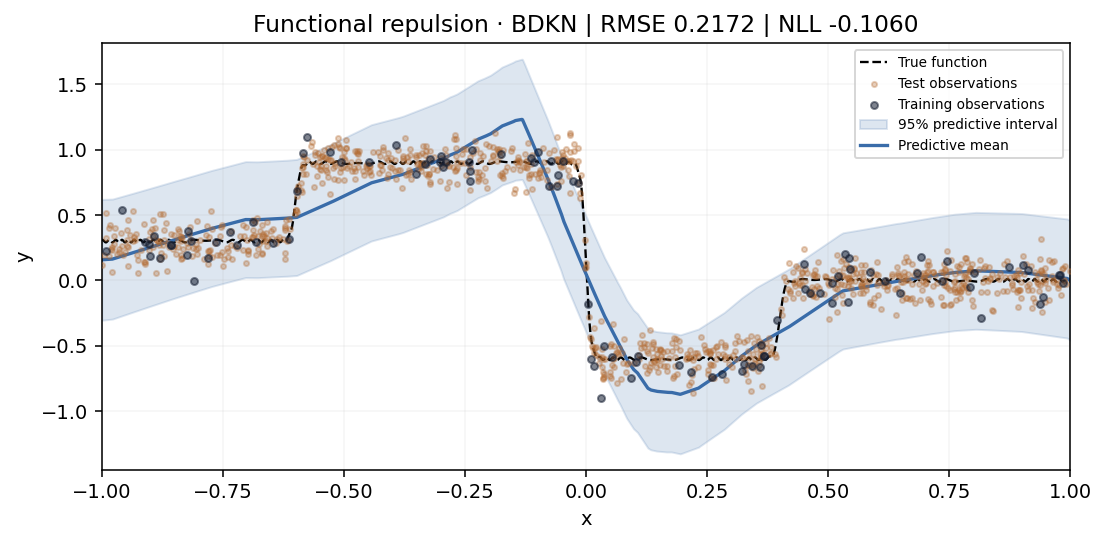 Functional repulsion · BDKN | RMSE 0.2172 | NLL -0.1060
True function
Test observations
Training observations
95% predictive interval
Predictive mean
y
1.5
1.0
0.5
0.0
−0.5
−1.0
−1.00 −0.75 −0.50 −0.25 0.00 0.25 0.50 0.75 1.00
x